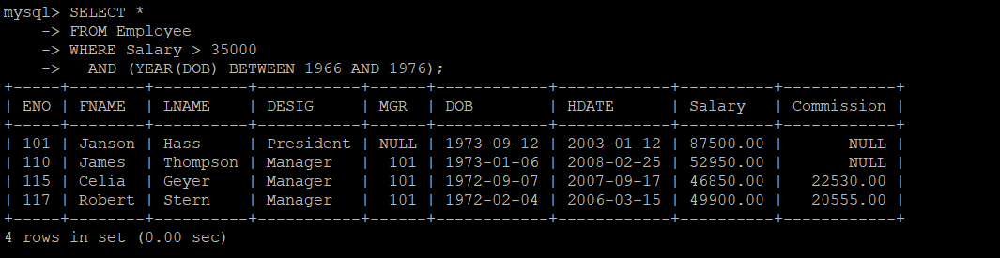 mysql> SELECT *
    -> FROM Employee
    -> WHERE Salary > 35000
    ->   AND (YEAR(DOB) BETWEEN 1966 AND 1976);
+-----+--------+----------+-----------+------+------------+------------+----------+------------+
| ENO | FNAME  | LNAME    | DESIG     | MGR  | DOB        | HDATE      | Salary   | Commission |
+-----+--------+----------+-----------+------+------------+------------+----------+------------+
| 101 | Janson | Hass     | President | NULL | 1973-09-12 | 2003-01-12 | 87500.00 |       NULL |
| 110 | James  | Thompson | Manager   |  101 | 1973-01-06 | 2008-02-25 | 52950.00 |       NULL |
| 115 | Celia  | Geyer    | Manager   |  101 | 1972-09-07 | 2007-09-17 | 46850.00 |   22530.00 |
| 117 | Robert | Stern    | Manager   |  101 | 1972-02-04 | 2006-03-15 | 49900.00 |   20555.00 |
+-----+--------+----------+-----------+------+------------+------------+----------+------------+
4 rows in set (0.00 sec)